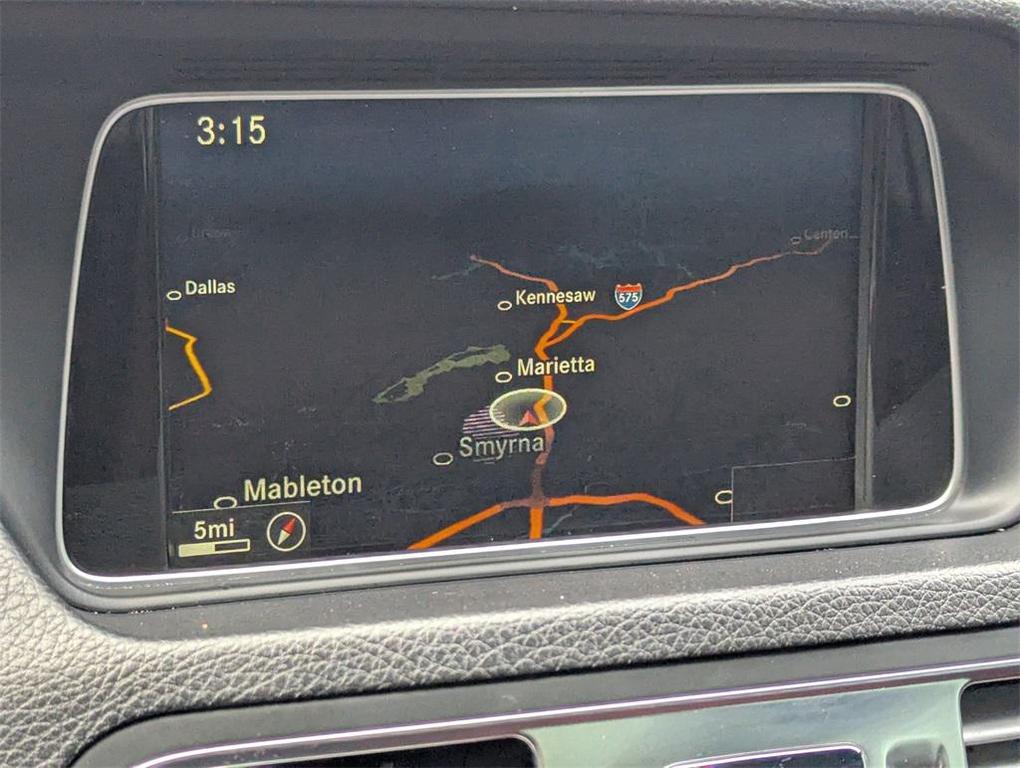 3:15
Canton
Dallas
Kennesaw
575
Marietta
Smyrna
Mableton
5mi